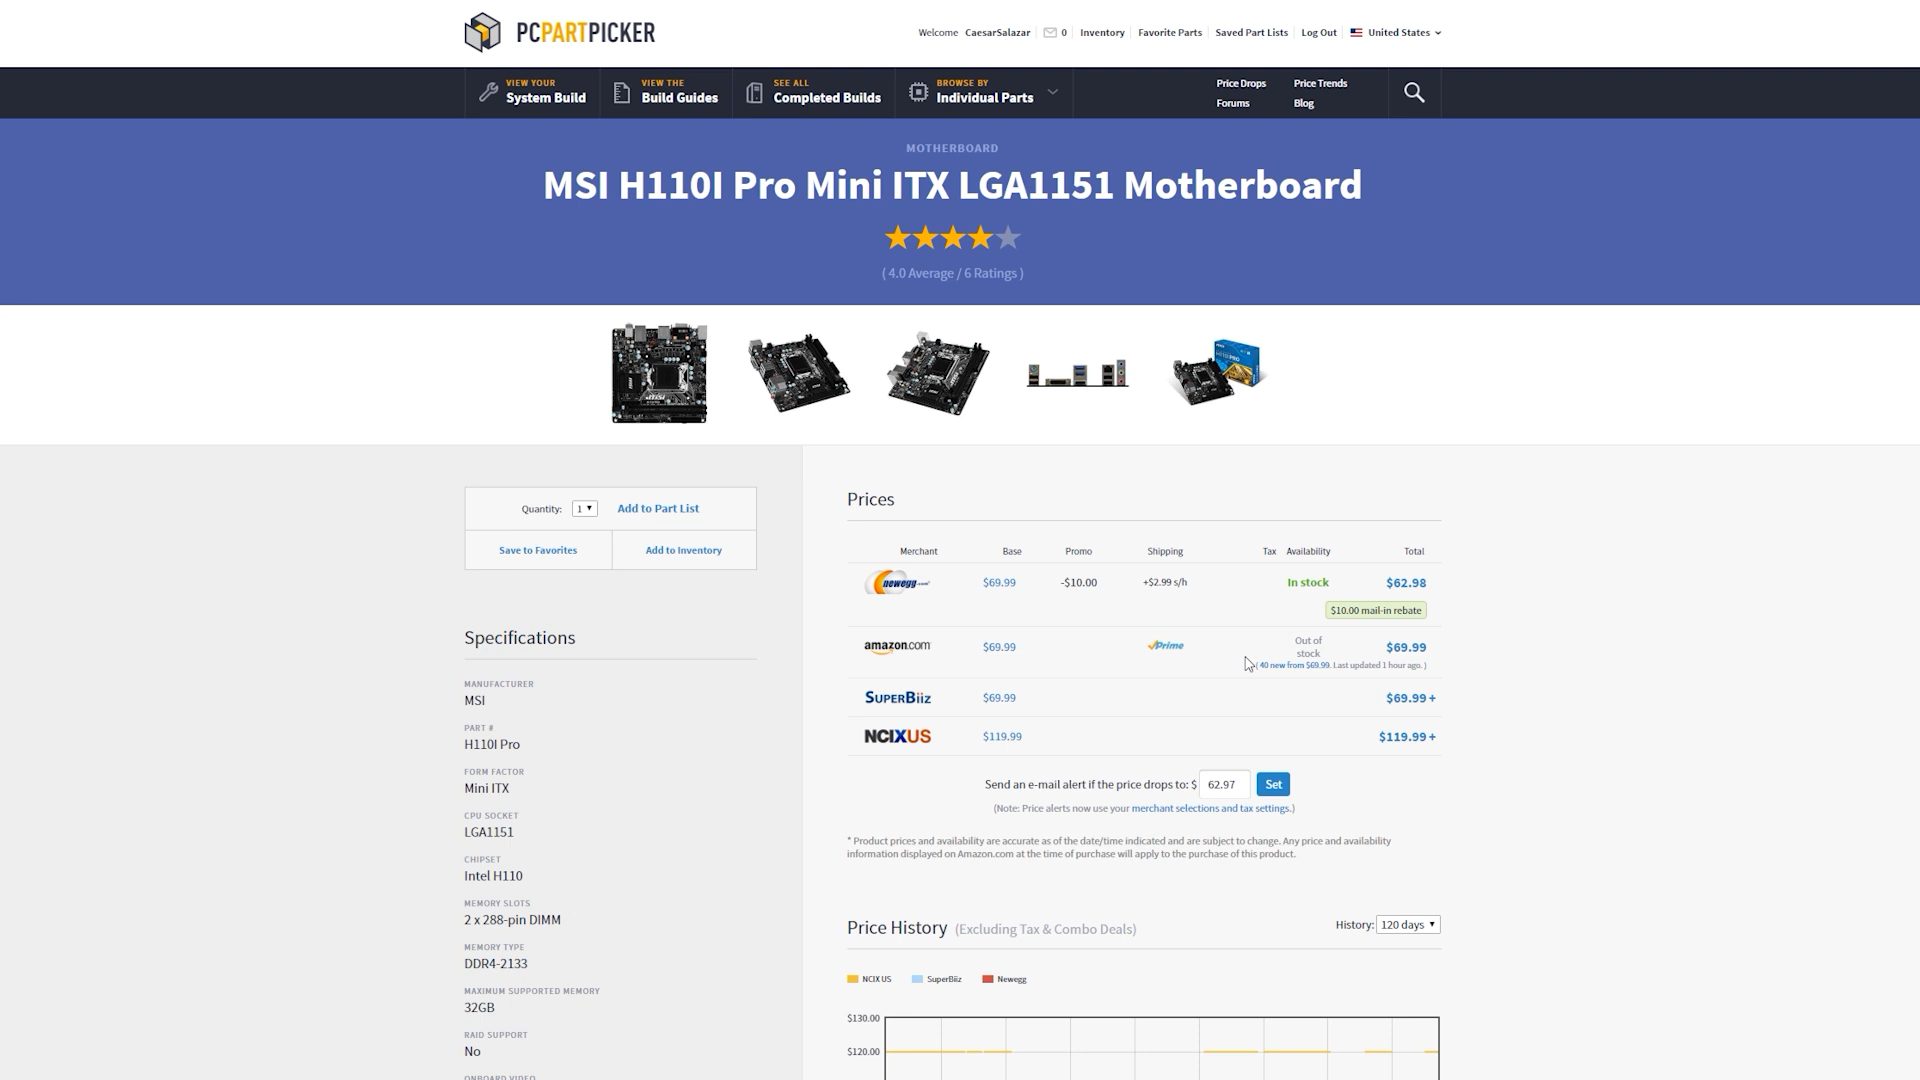 PCPARTPICKER
Welcome CaesarSalazar 0 Inventory Favorite Parts Saved Part Lists Log Out United States
VIEW YOUR
System Build
VIEW THE
Build Guides
SEE ALL
Completed Builds
BROWSE BY
Individual Parts
Price Drops
Price Trends
Forums
Blog
MOTHERBOARD
MSI H110I Pro Mini ITX LGA1151 Motherboard
( 4.0 Average / 6 Ratings )
Quantity: 1 Add to Part List
Save to Favorites
Add to Inventory
Specifications
MANUFACTURER
MSI
PART #
H110I Pro
FORM FACTOR
Mini ITX
CPU SOCKET
LGA1151
CHIPSET
Intel H110
MEMORY SLOTS
2 x 288-pin DIMM
MEMORY TYPE
DDR4-2133
MAXIMUM SUPPORTED MEMORY
32GB
RAID SUPPORT
No
ONBOARD VIDEO
Prices
Merchant Base Promo Shipping Tax Availability Total
newegg.com $69.99 -$10.00 +$2.99 s/h In stock $62.98
$10.00 mail-in rebate
amazon.com $69.99 Prime Out of stock $69.99
( 40 new from $69.99. Last updated 1 hour ago. )
SUPERBIIZ $69.99 $69.99 +
NCIXUS $119.99 $119.99 +
Send an e-mail alert if the price drops to: $ 62.97 Set
(Note: Price alerts now use your merchant selections and tax settings.)
* Product prices and availability are accurate as of the date/time indicated and are subject to change. Any price and availability
information displayed on Amazon.com at the time of purchase will apply to the purchase of this product.
Price History (Excluding Tax & Combo Deals)
History: 120 days
NCIX US SuperBiiz Newegg
$130.00
$120.00